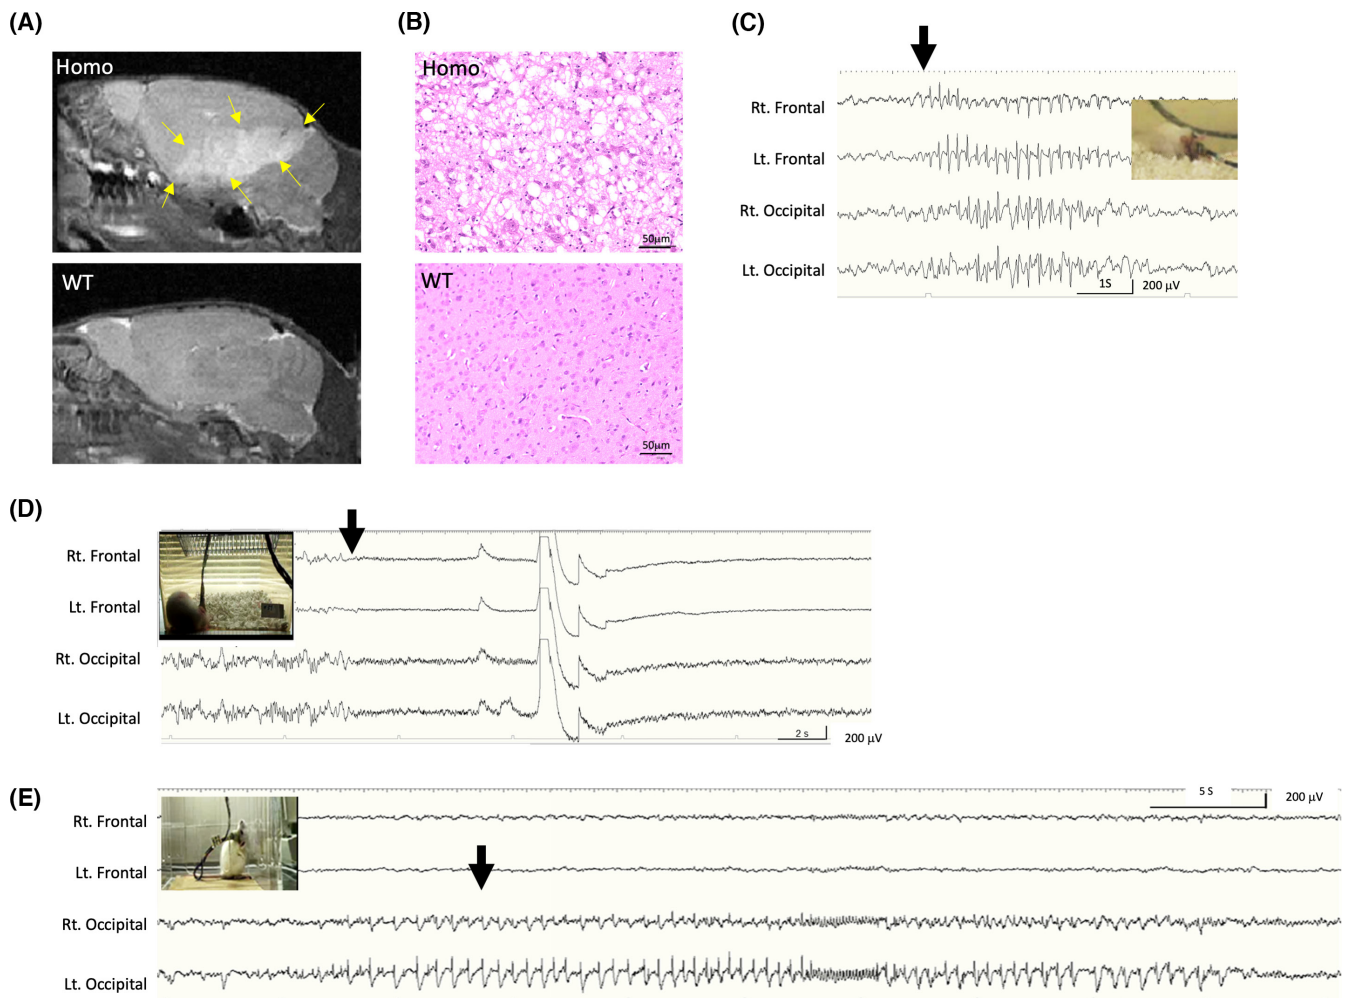 (A)
Homo
WT
(B)
Homo
50µm
WT
50µm
(C)
Rt. Frontal
Lt. Frontal
Rt. Occipital
Lt. Occipital
1S
200 µV
(D)
Rt. Frontal
Lt. Frontal
Rt. Occipital
Lt. Occipital
2 s
200 µV
(E)
Rt. Frontal
Lt. Frontal
Rt. Occipital
Lt. Occipital
5 S
200 µV